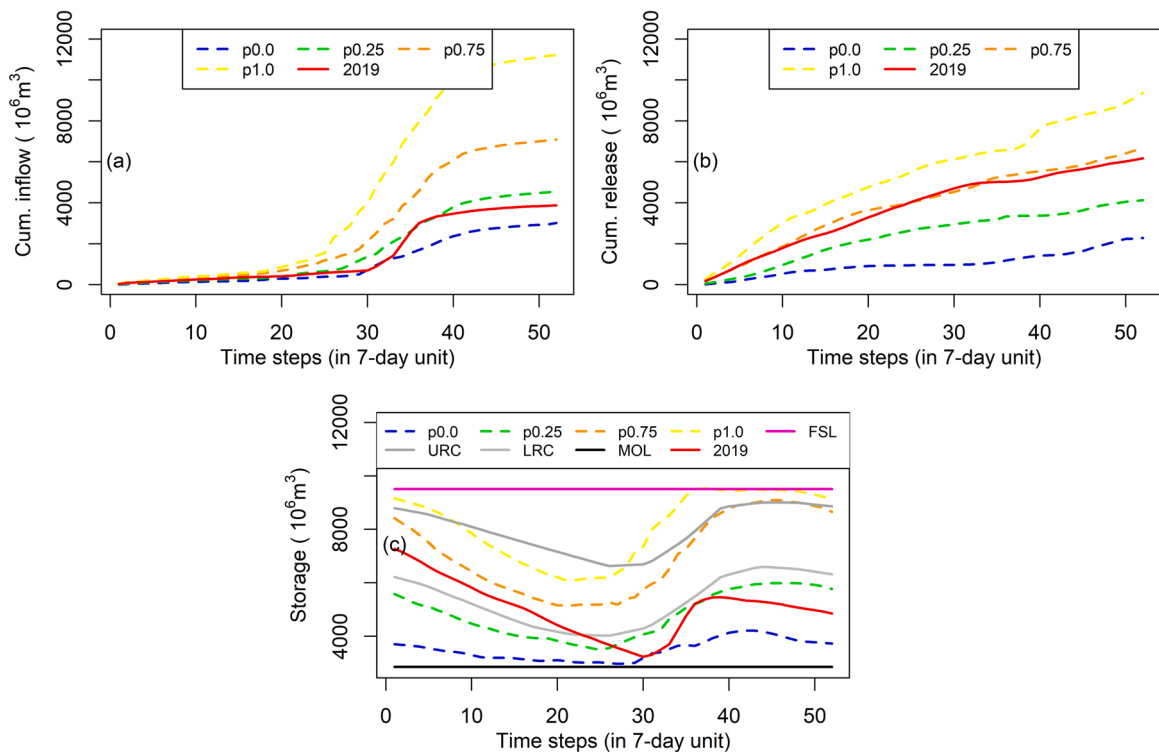 p0.0 p0.25 p0.75
p1.0 2019
12000
8000
4000
0
Cum. inflow ( 10⁶m³)
(a)
0 10 20 30 40 50
Time steps (in 7-day unit)
p0.0 p0.25 p0.75
p1.0 2019
12000
8000
4000
0
Cum. release ( 10⁶m³)
(b)
0 10 20 30 40 50
Time steps (in 7-day unit)
p0.0 p0.25 p0.75 p1.0 FSL
URC LRC MOL 2019
12000
8000
4000
Storage ( 10⁶m³)
(c)
0 10 20 30 40 50
Time steps (in 7-day unit)